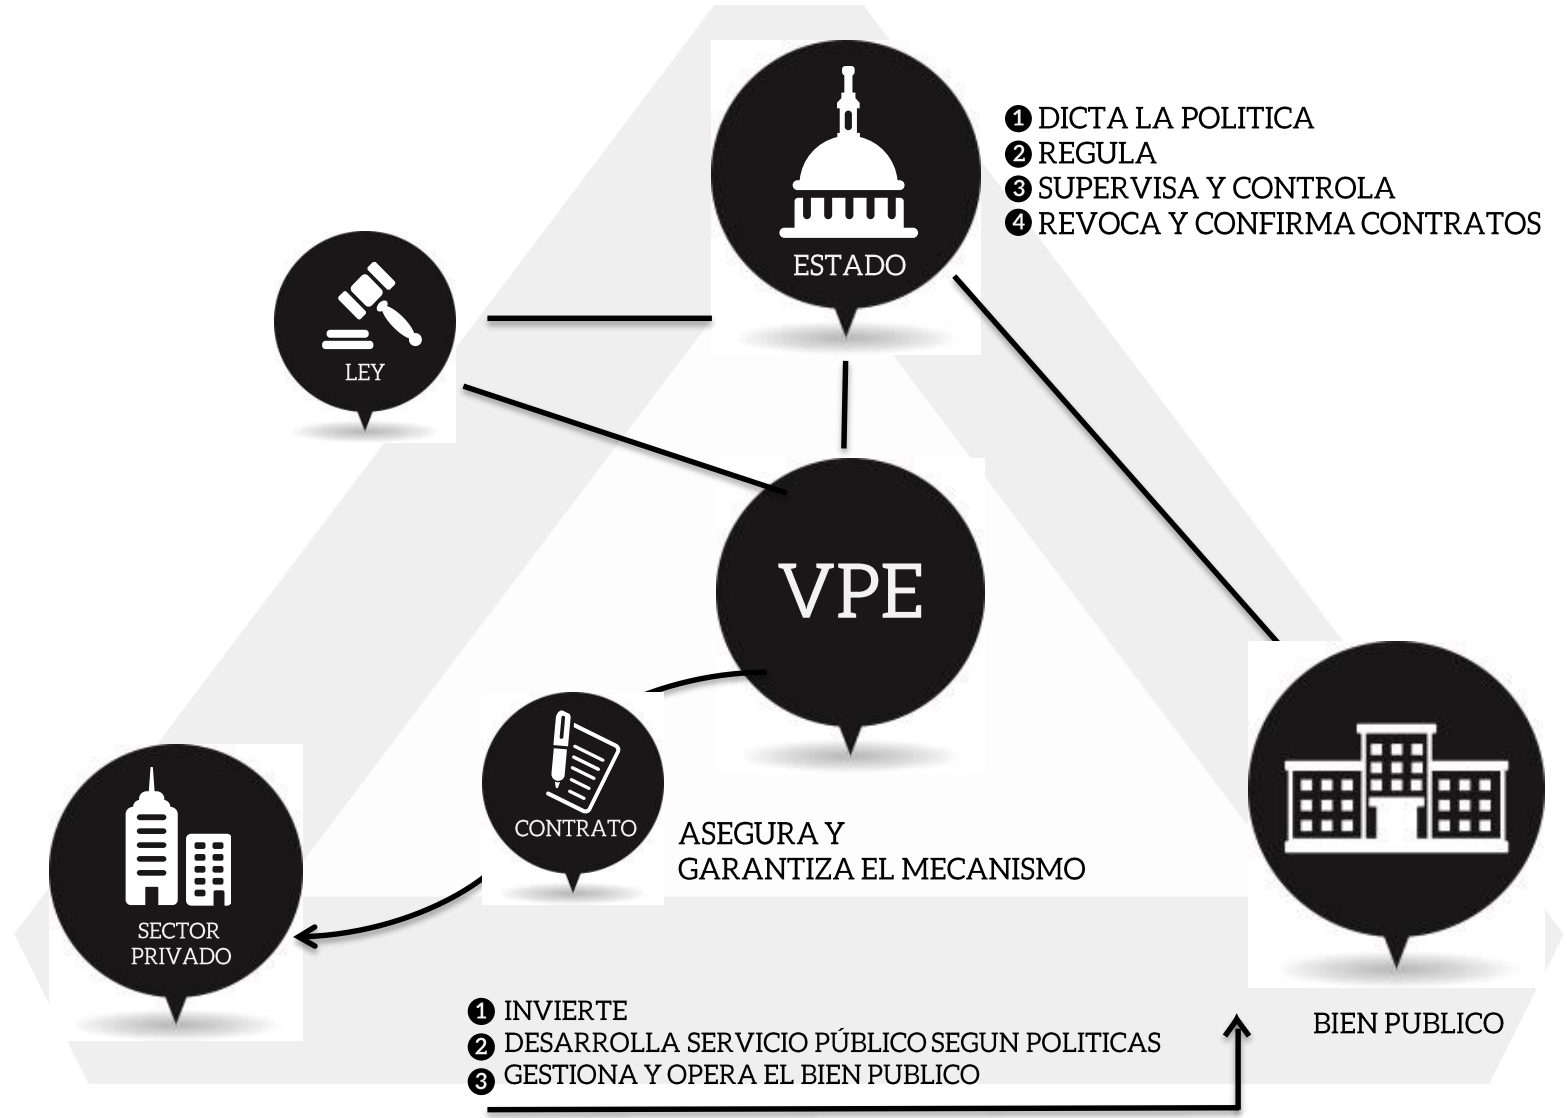 ESTADO
❶ DICTA LA POLITICA
❷ REGULA
❸ SUPERVISA Y CONTROLA
❹ REVOCA Y CONFIRMA CONTRATOS
LEY
VPE
CONTRATO
ASEGURA Y
GARANTIZA EL MECANISMO
SECTOR
PRIVADO
❶ INVIERTE
❷ DESARROLLA SERVICIO PÚBLICO SEGUN POLITICAS
❸ GESTIONA Y OPERA EL BIEN PUBLICO
BIEN PUBLICO